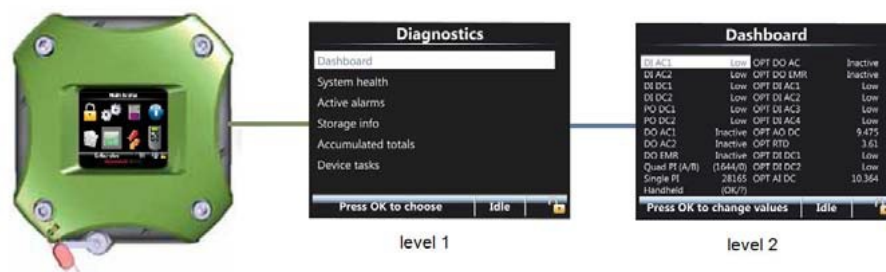 Diagnostics
Dashboard
System health
Active alarms
Storage info
Accumulated totals
Device tasks
Press OK to choose Idle
level 1
Dashboard
DI AC1 Low OPT DO AC Inactive
DI AC2 Low OPT DO EMR Inactive
DI DC1 Low OPT DI AC1 Low
DI DC2 Low OPT DI AC2 Low
PO DC1 Low OPT DI AC3 Low
PO DC2 Low OPT DI AC4 Low
DO AC1 Inactive OPT AO DC 9.475
DO AC2 Inactive OPT RTD 3.61
DO EMR Inactive OPT DI DC1 Low
Quad PI (A/B) (1644/0) OPT DI DC2 Low
Single PI 28165 OPT AI DC 10.364
Handheld (OK/?)
Press OK to change values Idle
level 2